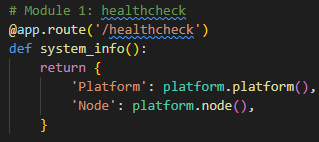 # Module 1: healthcheck
@app.route('/healthcheck')
def system_info():
    return {
        'Platform': platform.platform(),
        'Node': platform.node(),
    }